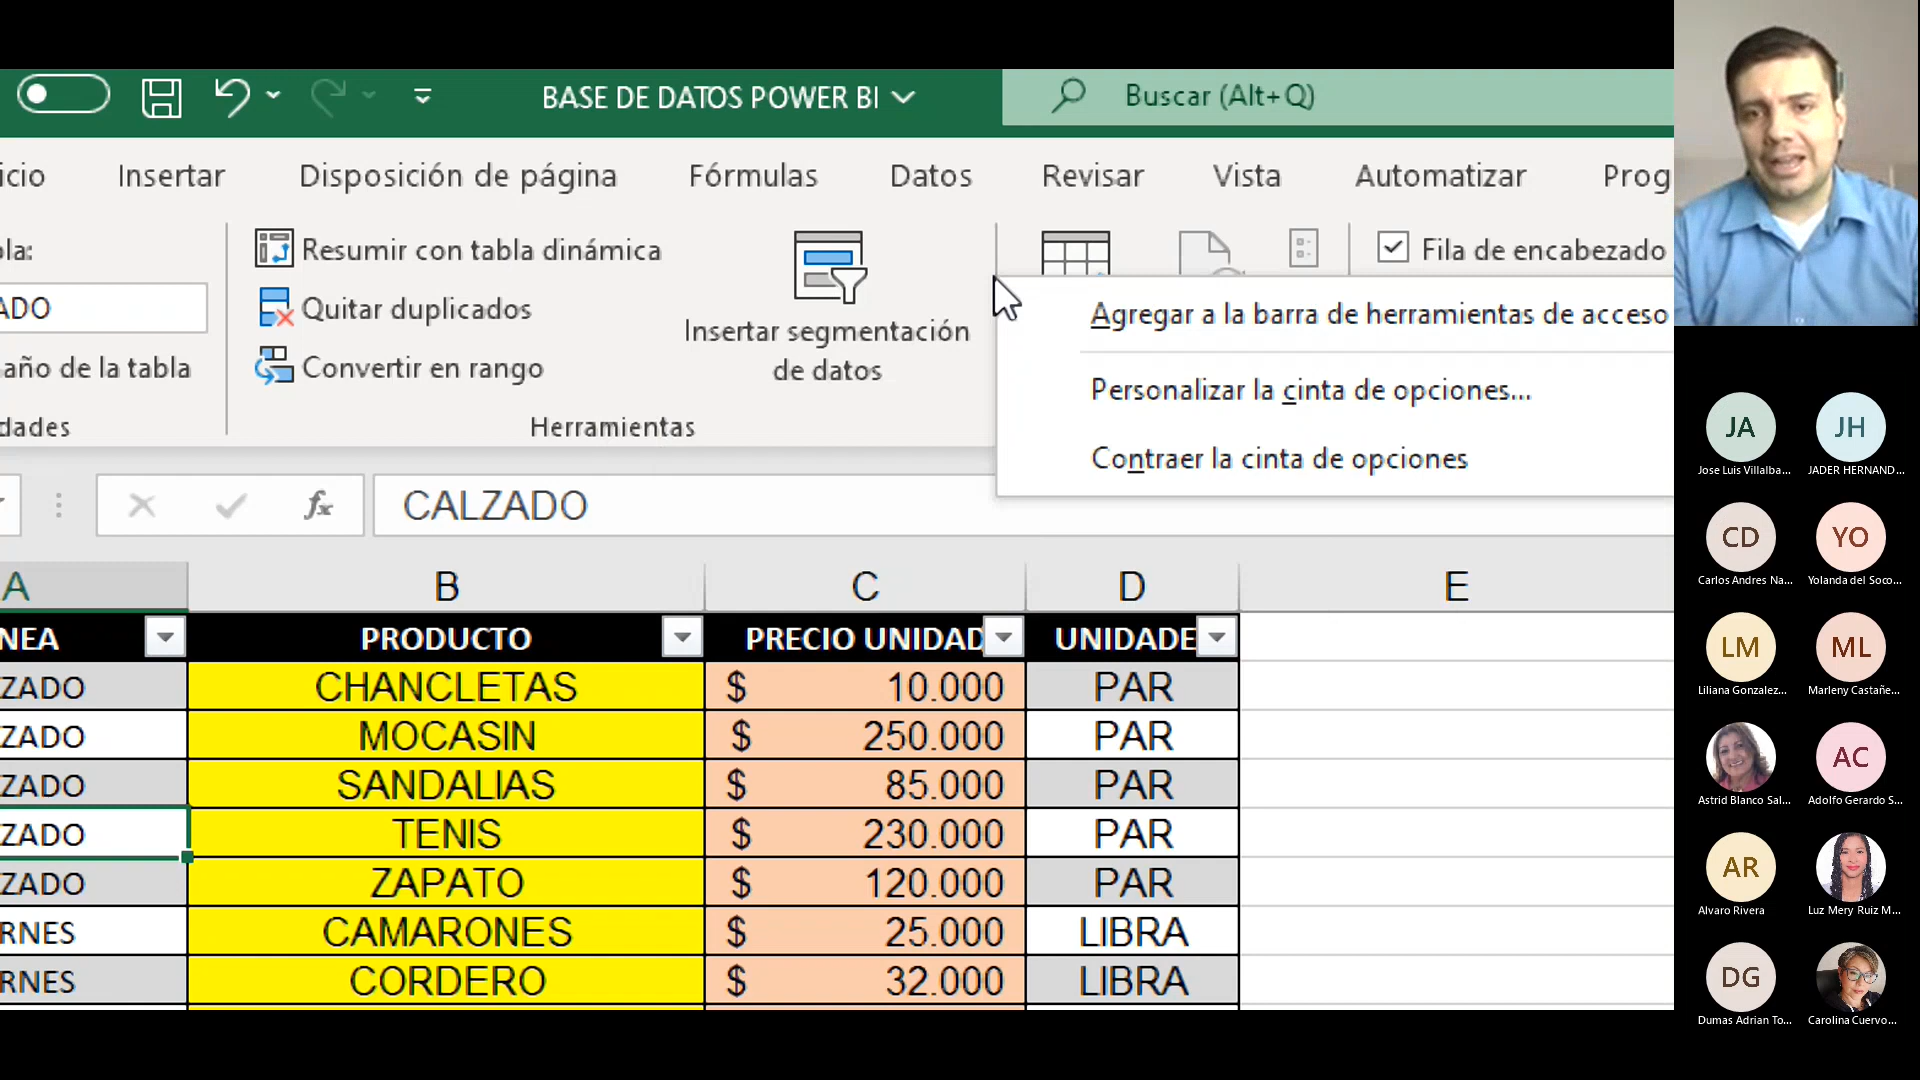 BASE DE DATOS POWER BI
Buscar (Alt+Q)
icio Insertar Disposición de página Fórmulas Datos Revisar Vista Automatizar Prog
la:
ADO
año de la tabla
dades
Resumir con tabla dinámica
Quitar duplicados
Convertir en rango
Insertar segmentación
de datos
Herramientas
Fila de encabezado
Agregar a la barra de herramientas de acceso
Personalizar la cinta de opciones...
Contraer la cinta de opciones
fx CALZADO
A B C D E
NEA PRODUCTO PRECIO UNIDAD UNIDADE
ZADO CHANCLETAS $ 10.000 PAR
ZADO MOCASIN $ 250.000 PAR
ZADO SANDALIAS $ 85.000 PAR
ZADO TENIS $ 230.000 PAR
ZADO ZAPATO $ 120.000 PAR
RNES CAMARONES $ 25.000 LIBRA
RNES CORDERO $ 32.000 LIBRA
JA JH
Jose Luis Villalba... JADER HERNAND...
CD YO
Carlos Andres Na... Yolanda del Soco...
LM ML
Liliana Gonzalez... Marleny Castañe...
AC
Astrid Blanco Sal... Adolfo Gerardo S...
AR
Alvaro Rivera Luz Mery Ruiz M...
DG
Dumas Adrian To... Carolina Cuervo...